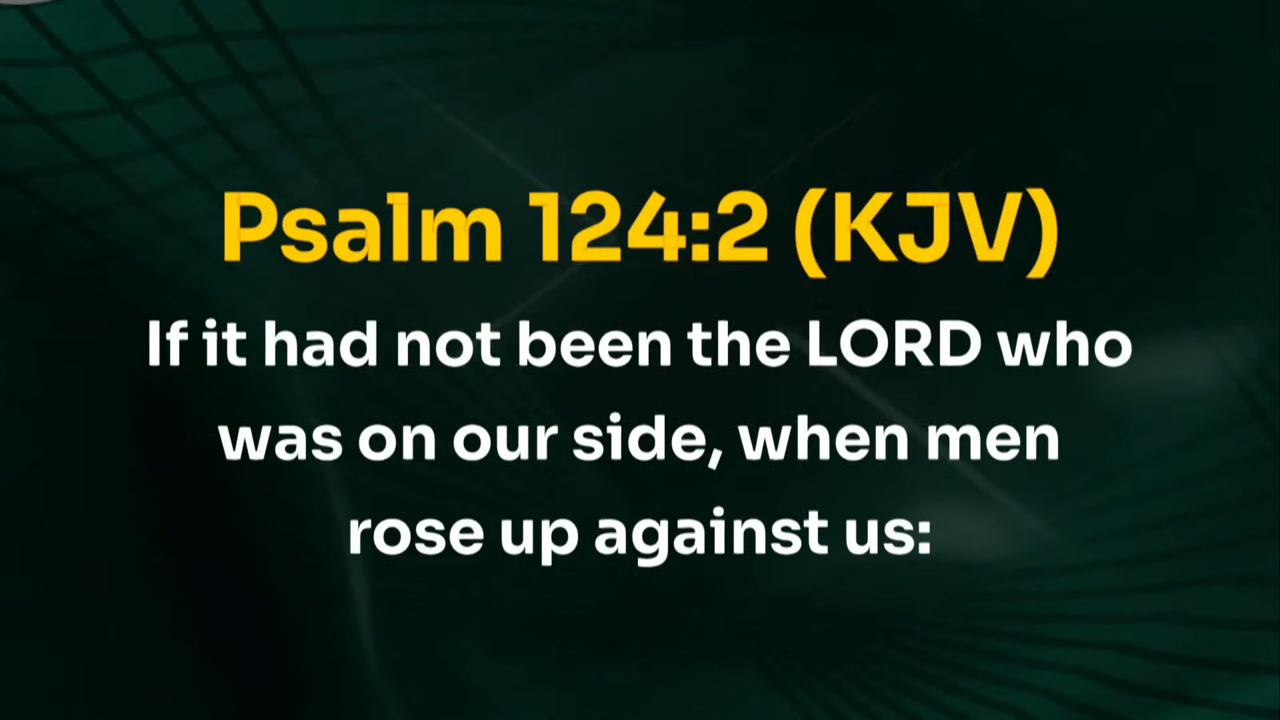 Psalm 124:2 (KJV)
If it had not been the LORD who
was on our side, when men
rose up against us: